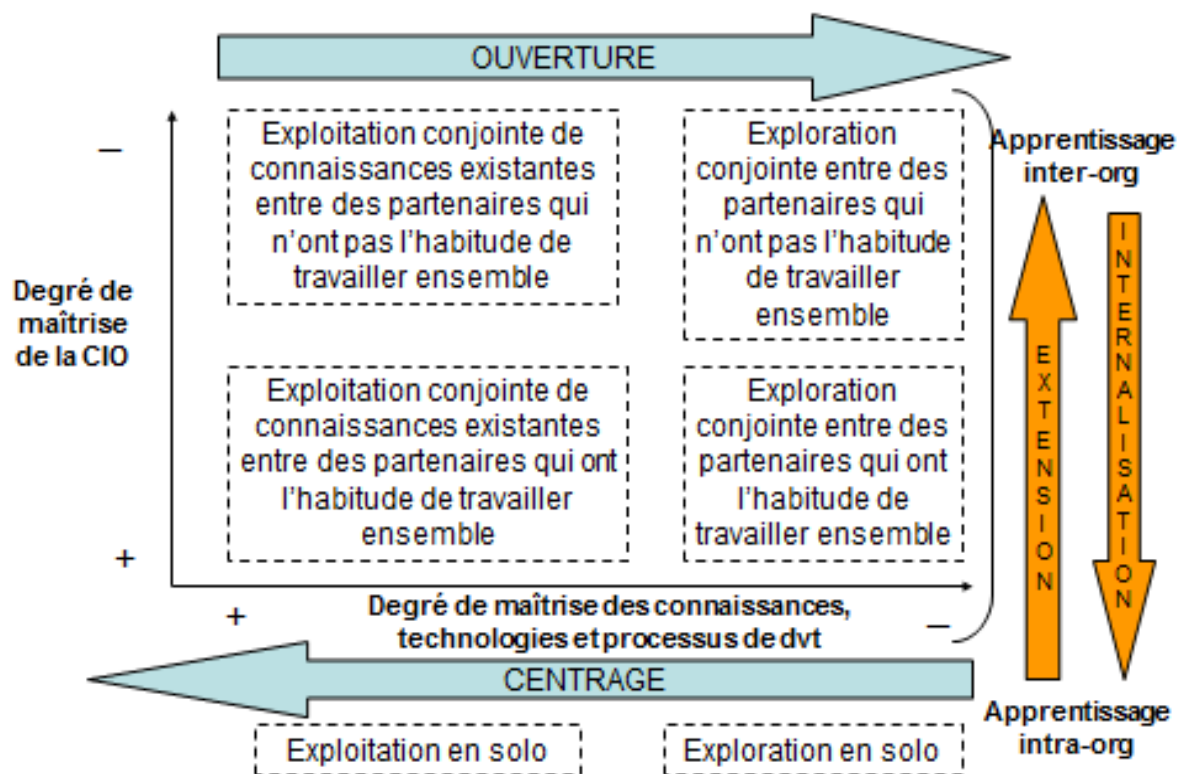 OUVERTURE
–
Degré de
maîtrise
de la CIO
+
Exploitation conjointe de
connaissances existantes
entre des partenaires qui
n'ont pas l'habitude de
travailler ensemble
Exploration
conjointe entre des
partenaires qui
n'ont pas l'habitude
de travailler
ensemble
Exploitation conjointe de
connaissances existantes
entre des partenaires qui ont
l'habitude de travailler
ensemble
Exploration
conjointe entre des
partenaires qui ont
l'habitude de
travailler ensemble
+
Degré de maîtrise des connaissances,
technologies et processus de dvt
–
Apprentissage
inter-org
EXTENSION
INTERNALISATION
Apprentissage
intra-org
CENTRAGE
Exploitation en solo
Exploration en solo